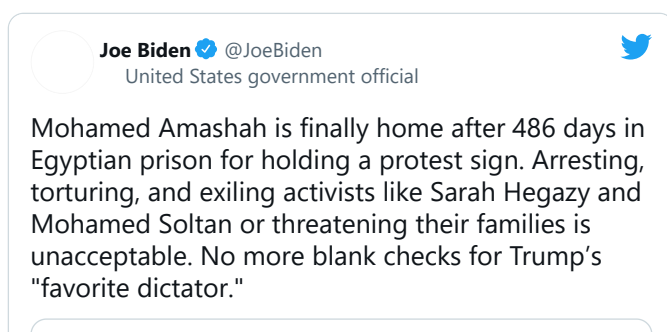 Joe Biden @JoeBiden
United States government official
Mohamed Amashah is finally home after 486 days in
Egyptian prison for holding a protest sign. Arresting,
torturing, and exiling activists like Sarah Hegazy and
Mohamed Soltan or threatening their families is
unacceptable. No more blank checks for Trump’s
"favorite dictator."